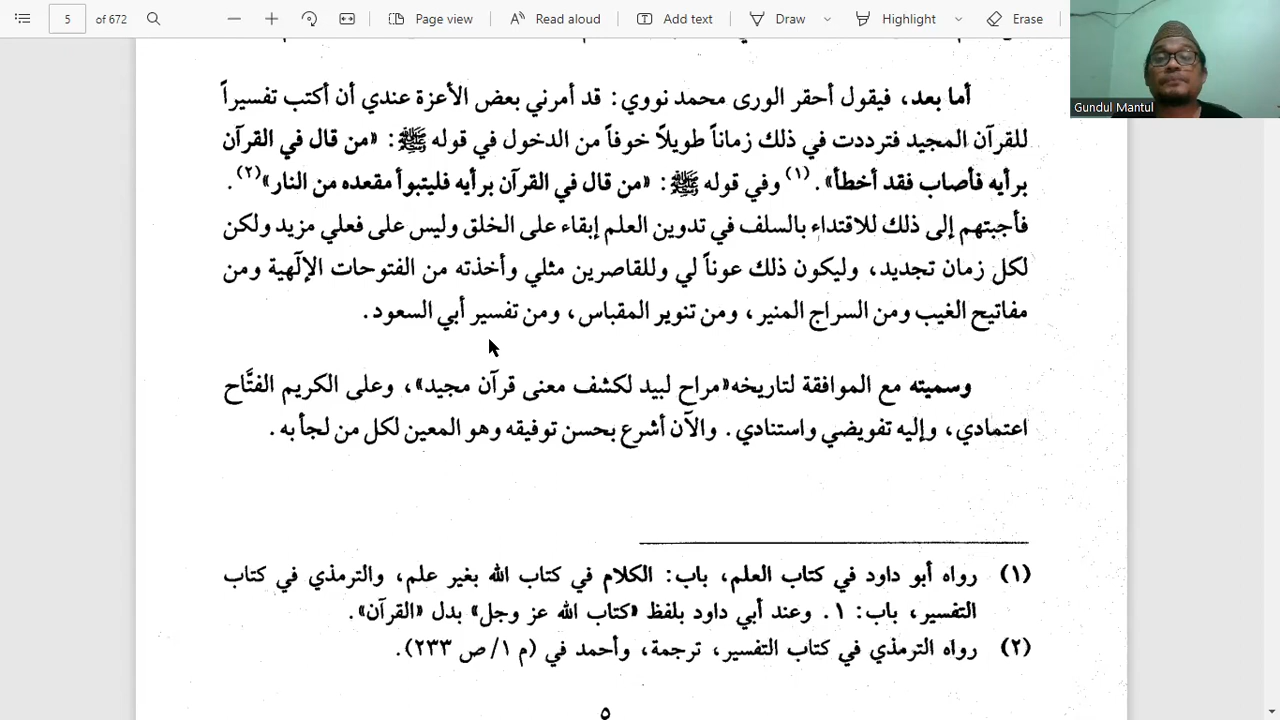 5 of 672 Page view Read aloud Add text Draw Highlight Erase
Gundul Mantul
أما بعد، فيقول أحقر الورى محمد نووي: قد أمرني بعض الأعزة عندي أن أكتب تفسيراً
للقرآن المجيد فترددت في ذلك زماناً طويلاً خوفاً من الدخول في قوله ﷺ: «من قال في القرآن
برأيه فأصاب فقد أخطأ». (١) وفي قوله ﷺ: «من قال في القرآن برأيه فليتبوأ مقعده من النار»(٢).
فأجبتهم إلى ذلك للاقتداء بالسلف في تدوين العلم إبقاء على الخلق وليس على فعلي مزيد ولكن
لكل زمان تجديد، وليكون ذلك عوناً لي وللقاصرين مثلي وأخذته من الفتوحات الإلٓهية ومن
مفاتيح الغيب ومن السراج المنير، ومن تنوير المقباس، ومن تفسير أبي السعود.
وسميته مع الموافقة لتاريخه«مراح لبيد لكشف معنى قرآن مجيد»، وعلى الكريم الفتَّاح
اعتمادي، وإليه تفويضي واستنادي. والآن أشرع بحسن توفيقه وهو المعين لكل من لجأ به.
(١) رواه أبو داود في كتاب العلم، باب: الكلام في كتاب الله بغير علم، والترمذي في كتاب
التفسير، باب: ١. وعند أبي داود بلفظ «كتاب الله عز وجل» بدل «القرآن».
(٢) رواه الترمذي في كتاب التفسير، ترجمة، وأحمد في (م ١/ ص ٢٣٣).
٥